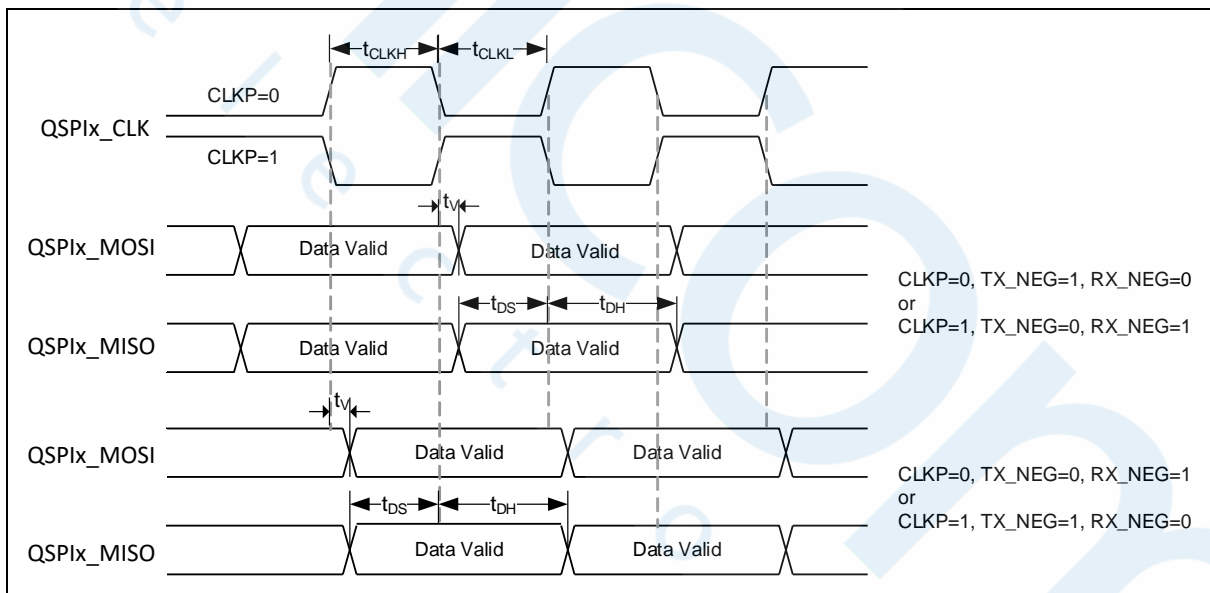 tCLKH tCLKL
CLKP=0
QSPIx_CLK
CLKP=1
tV
QSPIx_MOSI Data Valid Data Valid
CLKP=0, TX_NEG=1, RX_NEG=0
or
CLKP=1, TX_NEG=0, RX_NEG=1
tDS tDH
QSPIx_MISO Data Valid Data Valid
tV
QSPIx_MOSI Data Valid Data Valid
CLKP=0, TX_NEG=0, RX_NEG=1
or
CLKP=1, TX_NEG=1, RX_NEG=0
tDS tDH
QSPIx_MISO Data Valid Data Valid